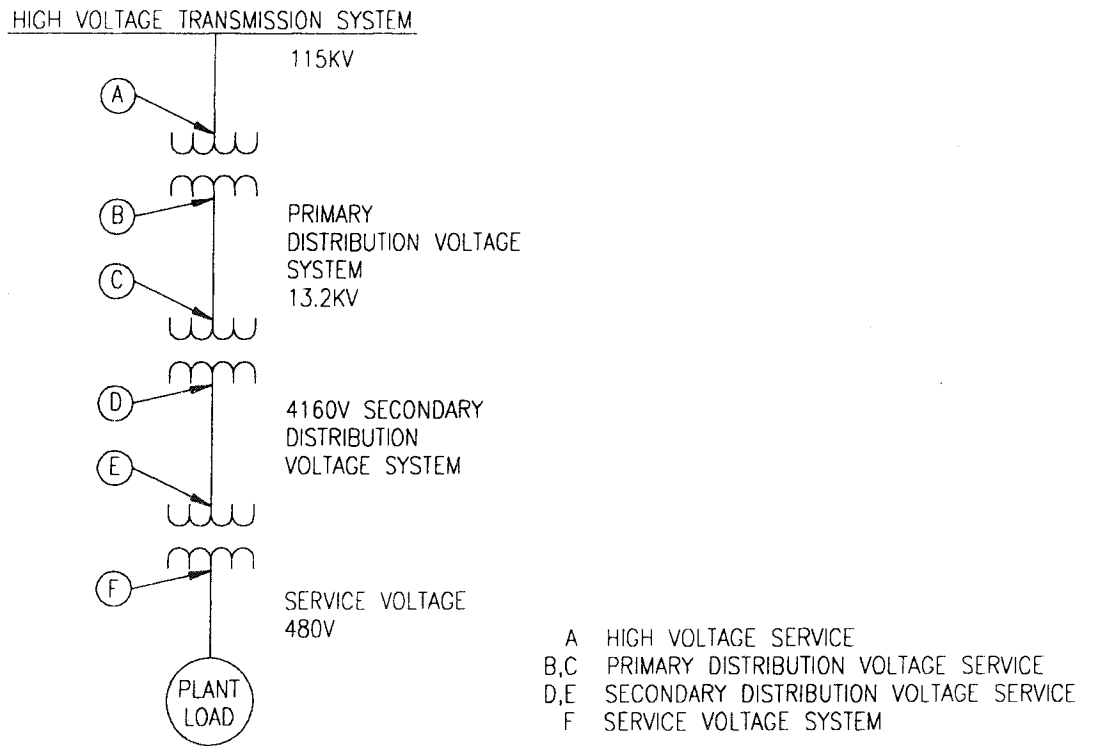 HIGH VOLTAGE TRANSMISSION SYSTEM
115KV
A
B
PRIMARY
DISTRIBUTION VOLTAGE
SYSTEM
13.2KV
C
D
4160V SECONDARY
DISTRIBUTION
VOLTAGE SYSTEM
E
F
SERVICE VOLTAGE
480V
PLANT
LOAD
A HIGH VOLTAGE SERVICE
B,C PRIMARY DISTRIBUTION VOLTAGE SERVICE
D,E SECONDARY DISTRIBUTION VOLTAGE SERVICE
F SERVICE VOLTAGE SYSTEM